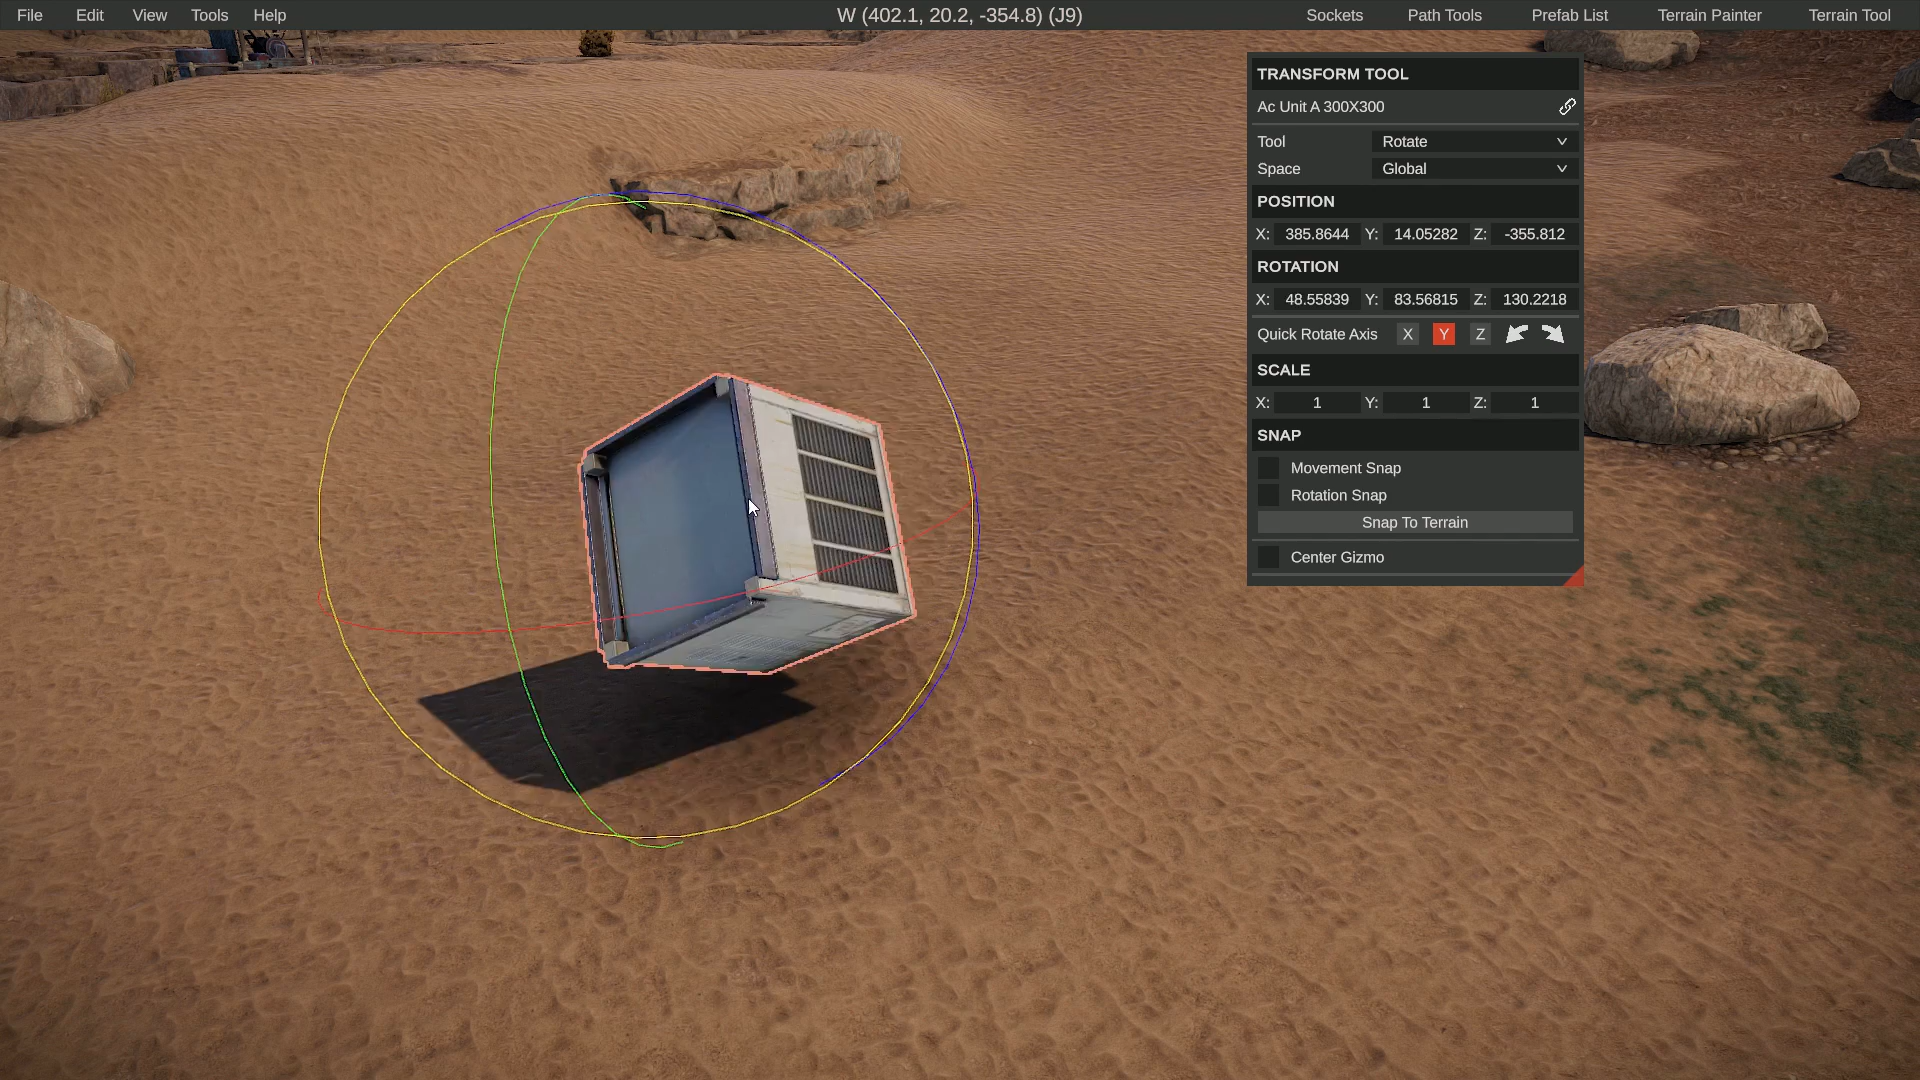 File Edit View Tools Help W (402.1, 20.2, -354.8) (J9) Sockets Path Tools Prefab List Terrain Painter Terrain Tool
TRANSFORM TOOL
Ac Unit A 300X300
Tool Rotate
Space Global
POSITION
X: 385.8644 Y: 14.05282 Z: -355.812
ROTATION
X: 48.55839 Y: 83.56815 Z: 130.2218
Quick Rotate Axis X Y Z
SCALE
X: 1 Y: 1 Z: 1
SNAP
Movement Snap
Rotation Snap
Snap To Terrain
Center Gizmo